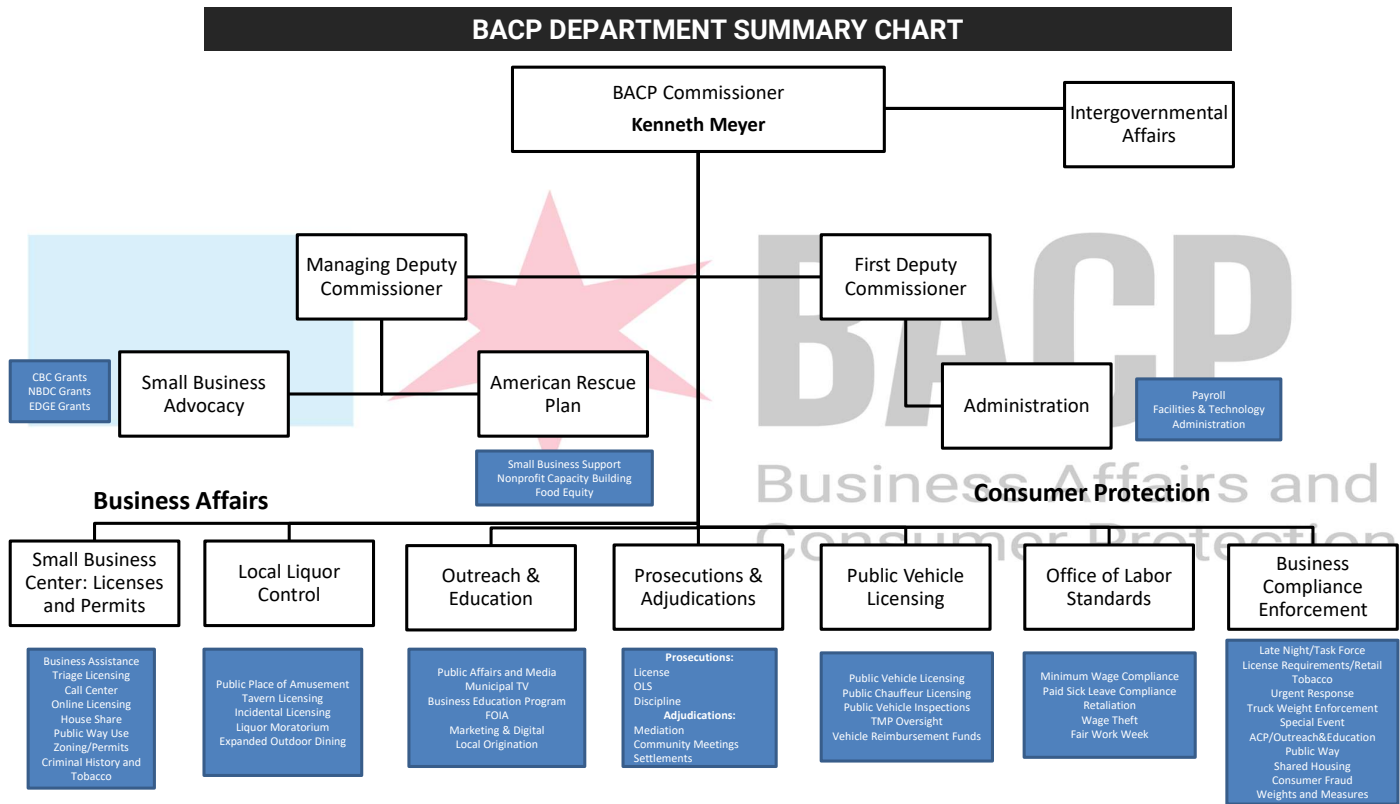 BACP DEPARTMENT SUMMARY CHART
BACP Commissioner
Kenneth Meyer
Intergovernmental
Affairs
Managing Deputy
Commissioner
First Deputy
Commissioner
BACP
Business Affairs and
Consumer Protection
CBC Grants
NBDC Grants
EDGE Grants
Small Business
Advocacy
American Rescue
Plan
Administration
Payroll
Facilities & Technology
Administration
Small Business Support
Nonprofit Capacity Building
Food Equity
Business Affairs
Consumer Protection
Small Business
Center: Licenses
and Permits
Local Liquor
Control
Outreach &
Education
Prosecutions &
Adjudications
Public Vehicle
Licensing
Office of Labor
Standards
Business
Compliance
Enforcement
Business Assistance
Triage Licensing
Call Center
Online Licensing
House Share
Public Way Use
Zoning/Permits
Criminal History and
Tobacco
Public Place of Amusement
Tavern Licensing
Incidental Licensing
Liquor Moratorium
Expanded Outdoor Dining
Public Affairs and Media
Municipal TV
Business Education Program
FOIA
Marketing & Digital
Local Origination
Prosecutions:
License
OLS
Discipline
Adjudications:
Mediation
Community Meetings
Settlements
Public Vehicle Licensing
Public Chauffeur Licensing
Public Vehicle Inspections
TMP Oversight
Vehicle Reimbursement Funds
Minimum Wage Compliance
Paid Sick Leave Compliance
Retaliation
Wage Theft
Fair Work Week
Late Night/Task Force
License Requirements/Retail
Tobacco
Urgent Response
Truck Weight Enforcement
Special Event
ACP/Outreach&Education
Public Way
Shared Housing
Consumer Fraud
Weights and Measures